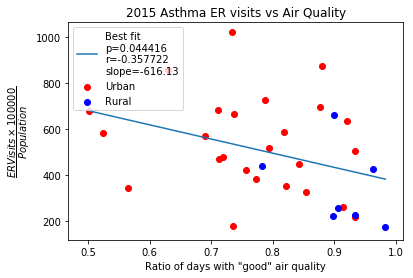 2015 Asthma ER visits vs Air Quality
ERVisits × 100000
Population
1000
800
600
400
200
Best fit
p=0.044416
r=-0.357722
slope=-616.13
Urban
Rural
0.5 0.6 0.7 0.8 0.9 1.0
Ratio of days with "good" air quality